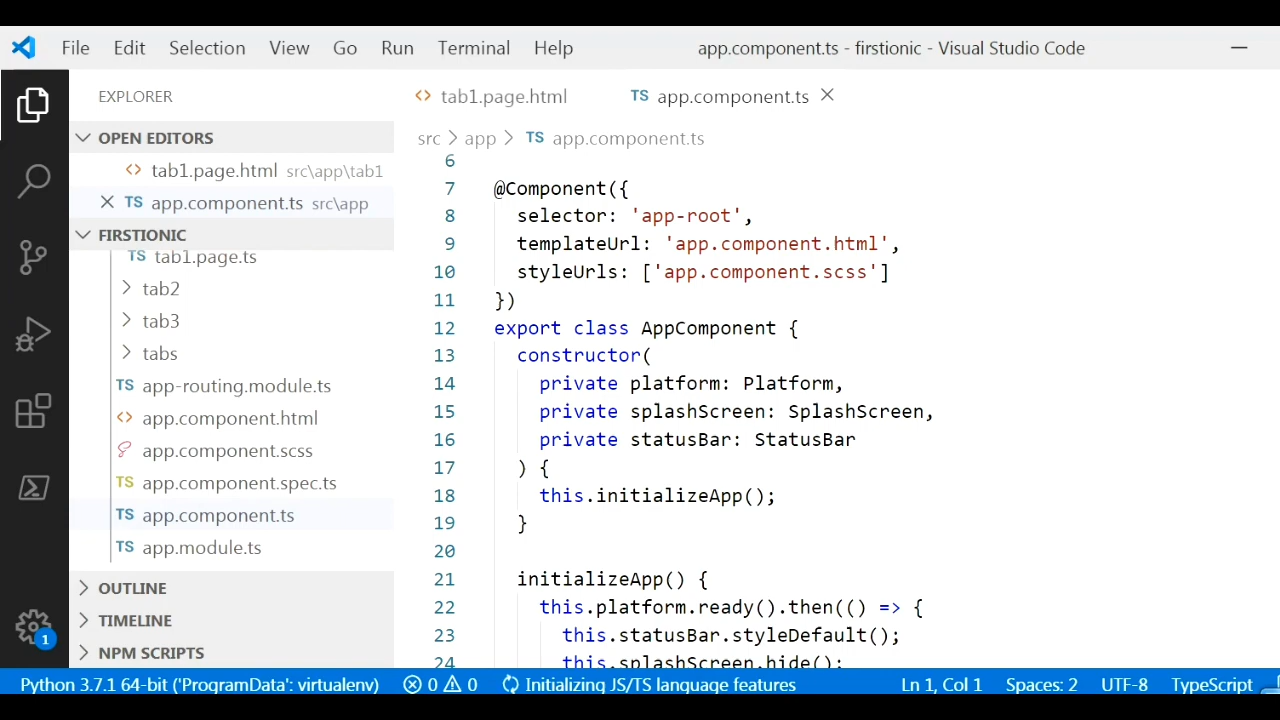 File Edit Selection View Go Run Terminal Help app.component.ts - firstionic - Visual Studio Code
EXPLORER
OPEN EDITORS
tab1.page.html src\app\tab1
TS app.component.ts src\app
FIRSTIONIC
TS tab1.page.ts
tab2
tab3
tabs
TS app-routing.module.ts
<> app.component.html
app.component.scss
TS app.component.spec.ts
TS app.component.ts
TS app.module.ts
OUTLINE
TIMELINE
NPM SCRIPTS
1
<> tab1.page.html TS app.component.ts
src > app > TS app.component.ts
6
7 @Component({
8 selector: 'app-root',
9 templateUrl: 'app.component.html',
10 styleUrls: ['app.component.scss']
11 })
12 export class AppComponent {
13 constructor(
14 private platform: Platform,
15 private splashScreen: SplashScreen,
16 private statusBar: StatusBar
17 ) {
18 this.initializeApp();
19 }
20
21 initializeApp() {
22 this.platform.ready().then(() => {
23 this.statusBar.styleDefault();
24 this.splashScreen.hide();
Python 3.7.1 64-bit ('ProgramData': virtualenv) 0 0 Initializing JS/TS language features Ln 1, Col 1 Spaces: 2 UTF-8 TypeScript